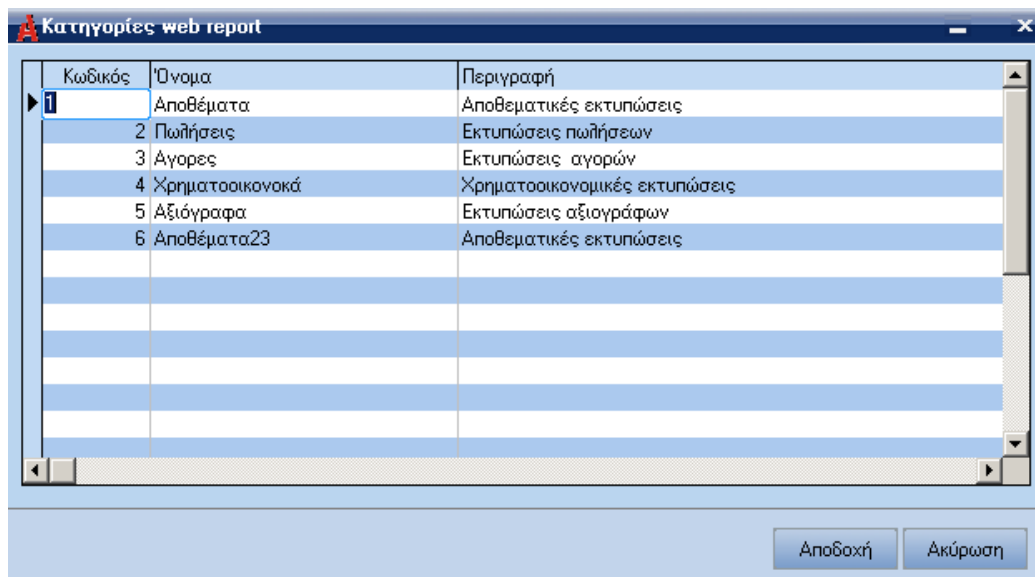 Κατηγορίες web report
Κωδικός Όνομα Περιγραφή
1 Αποθέματα Αποθεματικές εκτυπώσεις
2 Πωλήσεις Εκτυπώσεις πωλήσεων
3 Αγορες Εκτυπώσεις αγορών
4 Χρηματοοικονοκά Χρηματοοικονομικές εκτυπώσεις
5 Αξιόγραφα Εκτυπώσεις αξιογράφων
6 Αποθέματα23 Αποθεματικές εκτυπώσεις
Αποδοχή Ακύρωση